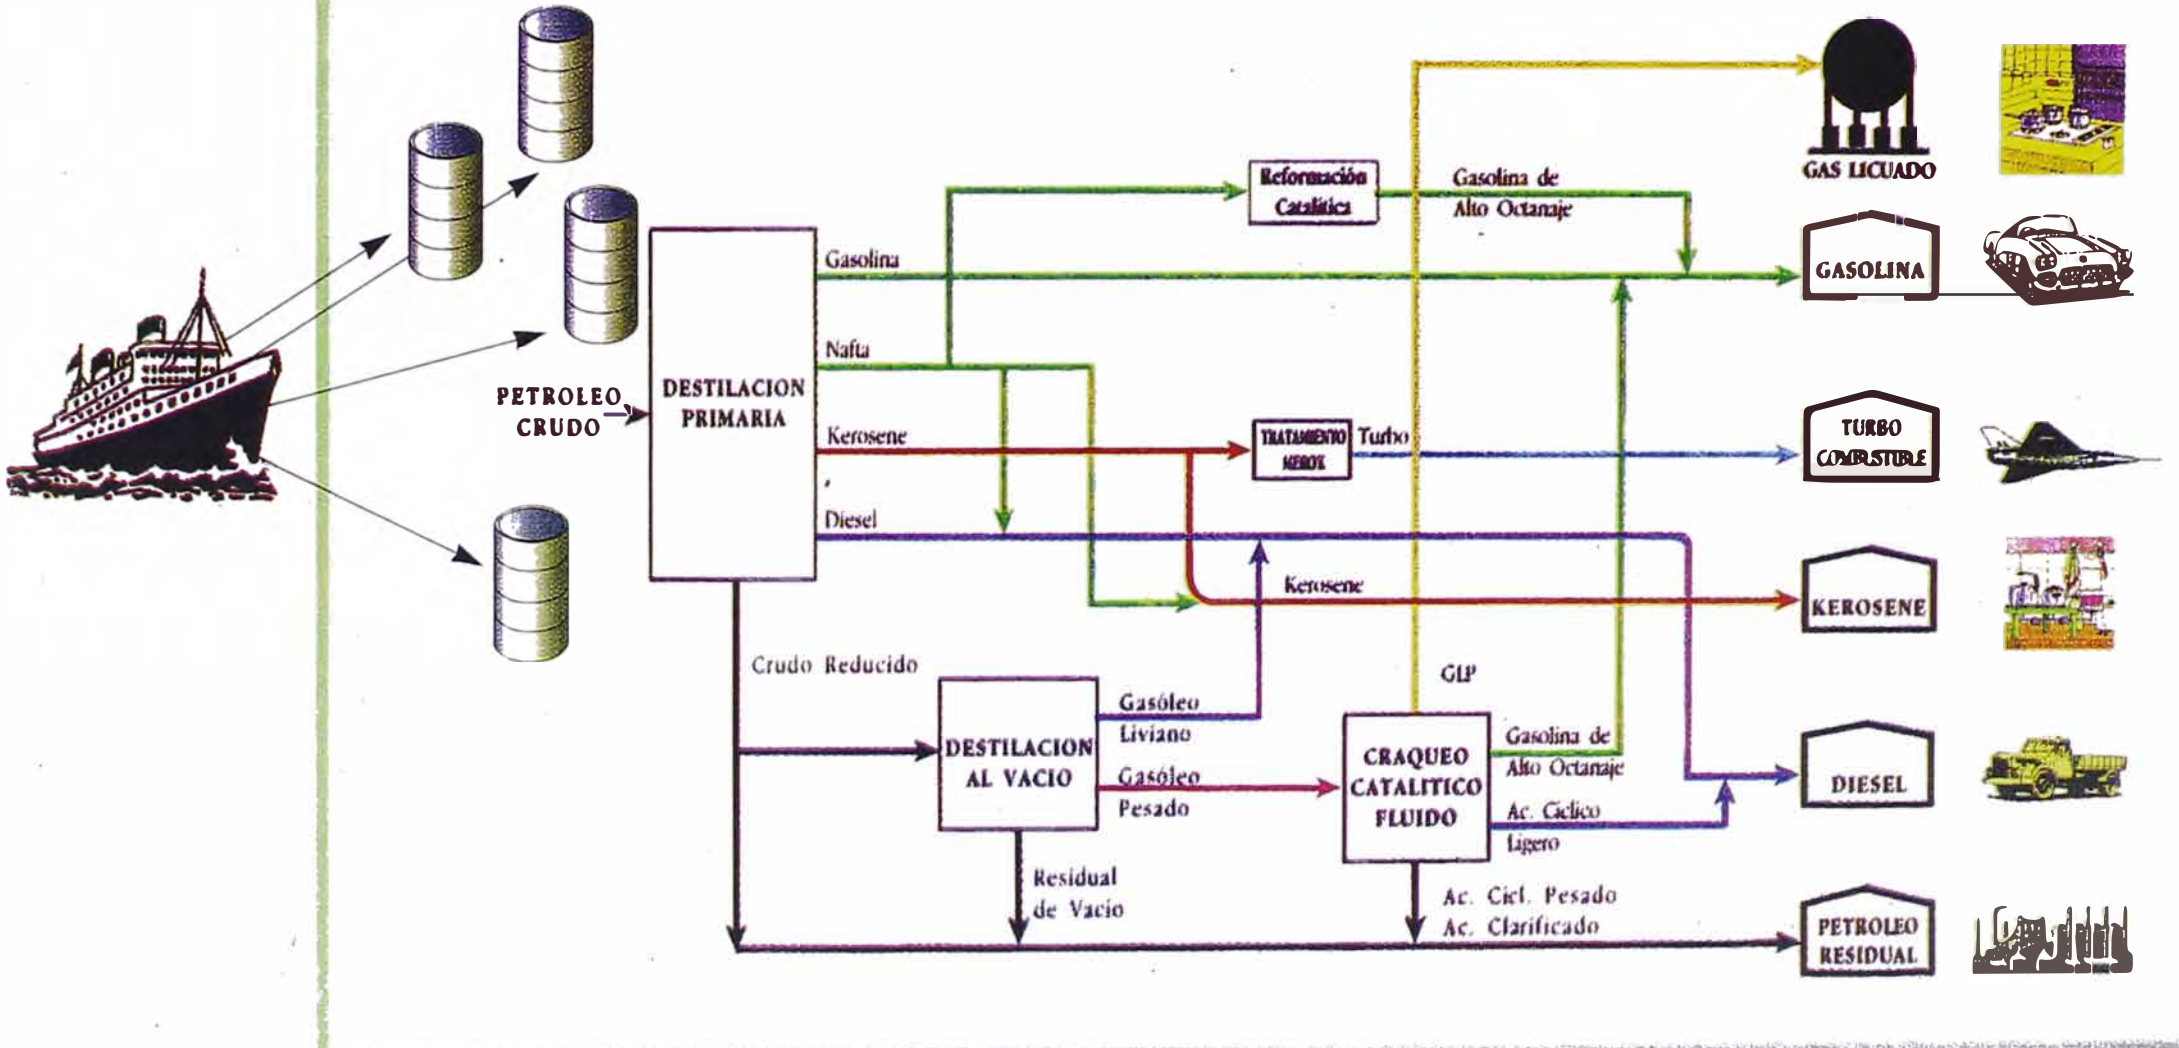 GAS LICUADO
Reformación
Catalítica
Gasolina de
Alto Octanaje
Gasolina
GASOLINA
Nafta
PETROLEO
CRUDO
DESTILACION
PRIMARIA
Kerosene
TRATAMIENTO
MEROX
Turbo
TURBO
COMBUSTIBLE
Diesel
Kerosene
KEROSENE
Crudo Reducido
GLP
Gasóleo
Liviano
DESTILACION
AL VACIO
Gasóleo
Pesado
CRAQUEO
CATALITICO
FLUIDO
Gasolina de
Alto Octanaje
Ac. Cíclico
Ligero
DIESEL
Residual
de Vacio
Ac. Cicl. Pesado
Ac. Clarificado
PETROLEO
RESIDUAL